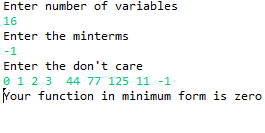 Enter number of variables
16
Enter the minterms
-1
Enter the don't care
0 1 2 3  44 77 125 11 -1
Your function in minimum form is zero